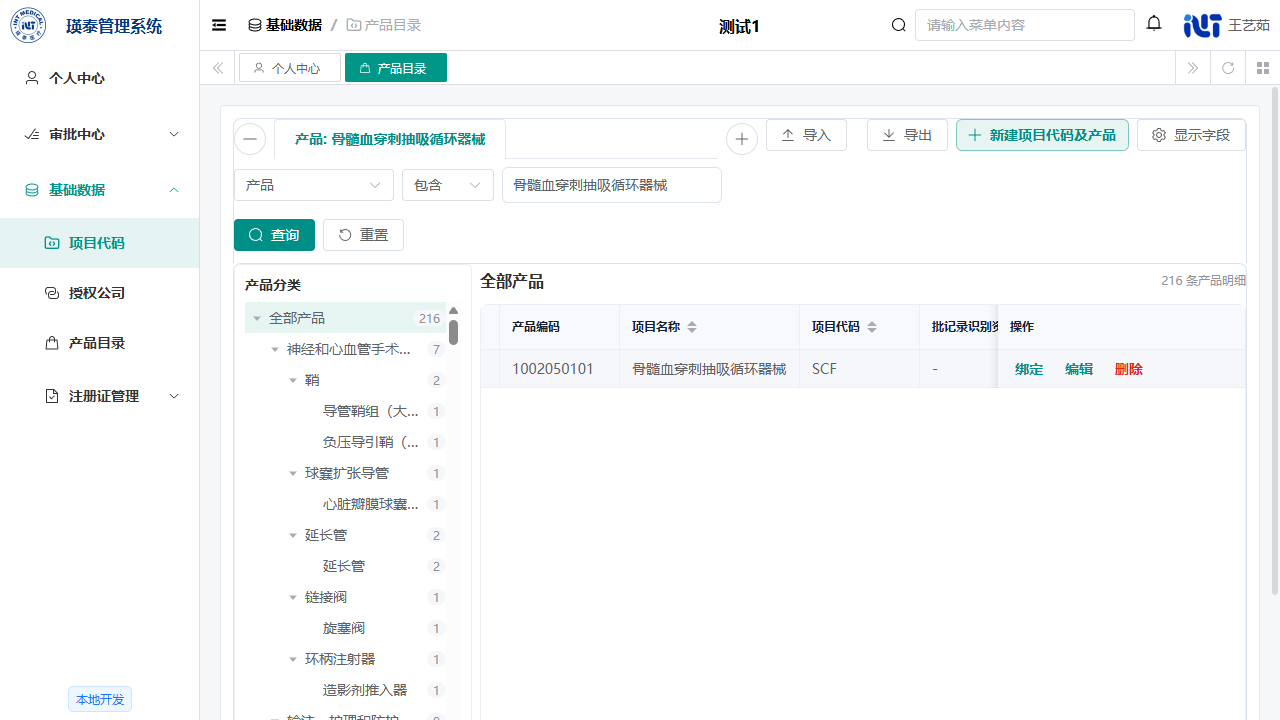 瑛泰管理系统
基础数据 / 产品目录
测试1
请输入菜单内容
王艺茹
个人中心
产品目录
个人中心
审批中心
基础数据
项目代码
授权公司
产品目录
注册证管理
本地开发
产品: 骨髓血穿刺抽吸循环器械
导入
导出
新建项目代码及产品
显示字段
产品
包含
骨髓血穿刺抽吸循环器械
查询
重置
产品分类
全部产品 216
神经和心血管手术... 7
鞘 2
导管鞘组（大... 1
负压导引鞘（... 1
球囊扩张导管 1
心脏瓣膜球囊... 1
延长管 2
延长管 2
链接阀 1
旋塞阀 1
环柄注射器 1
造影剂推入器 1
全部产品
216 条产品明细
产品编码 项目名称 项目代码 批记录识别 操作
1002050101 骨髓血穿刺抽吸循环器械 SCF - 绑定 编辑 删除